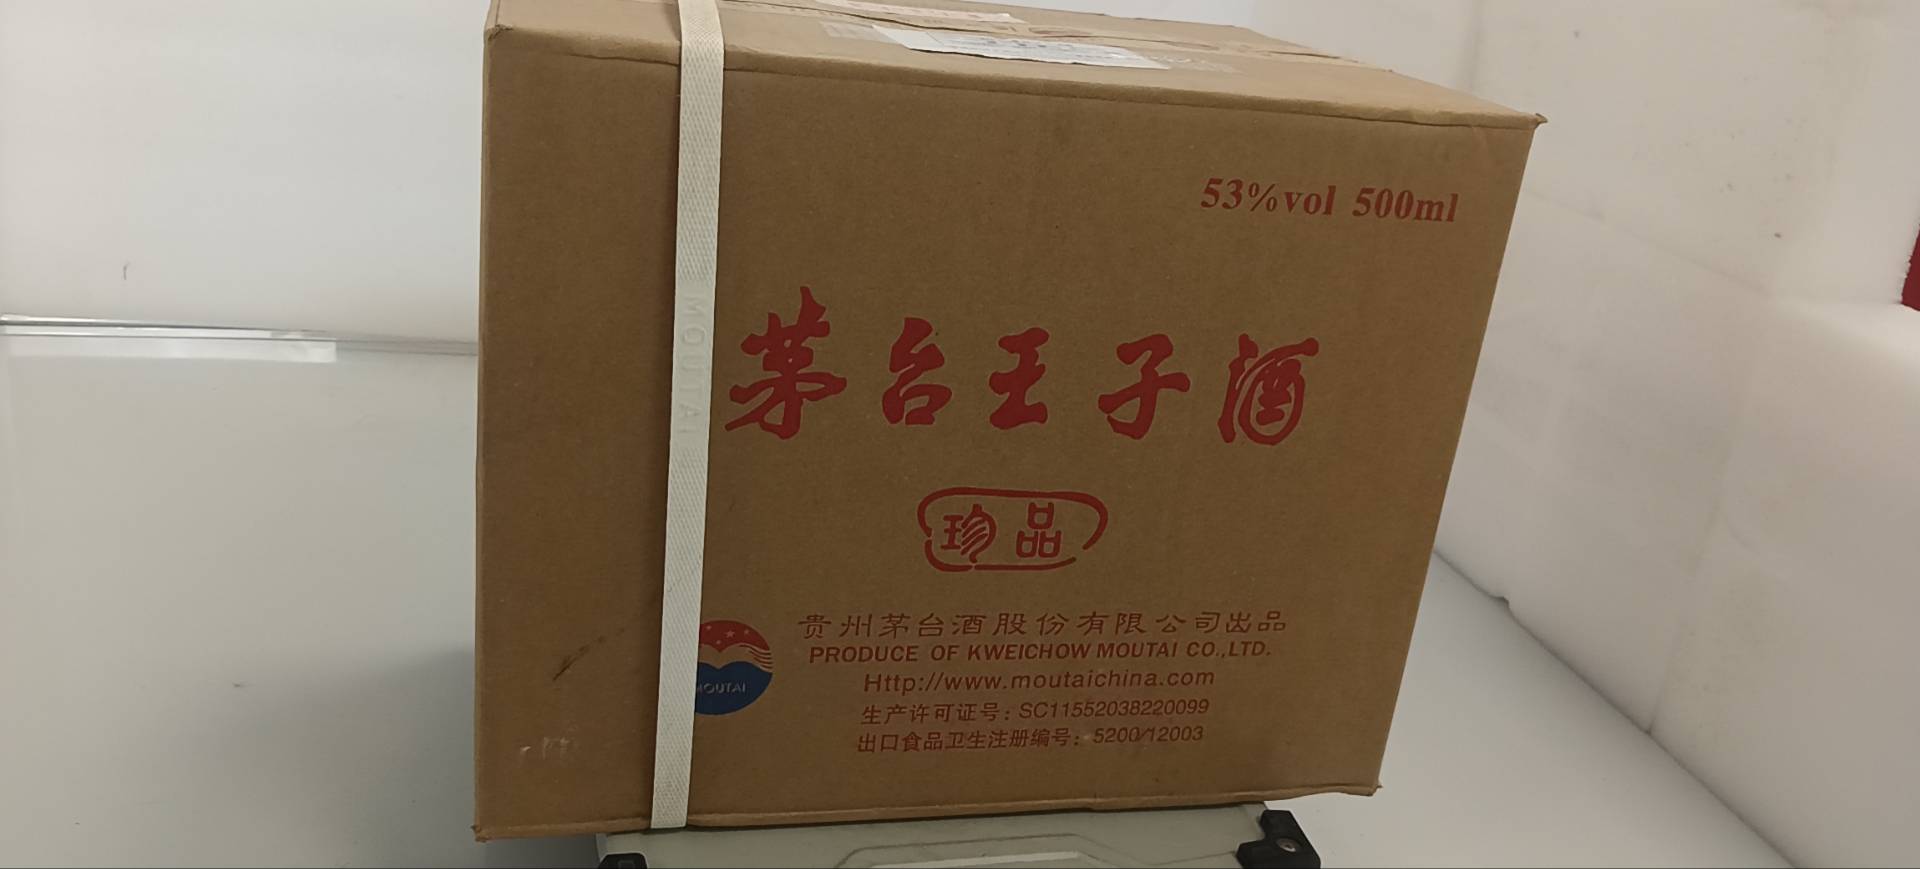 53%vol 500ml
MOUTAI
茅台王子酒
珍品
贵州茅台酒股份有限公司出品
PRODUCE OF KWEICHOW MOUTAI CO.,LTD.
Http://www.moutaichina.com
MOUTAI
生产许可证号：SC11552038220099
出口食品卫生注册编号：5200/12003